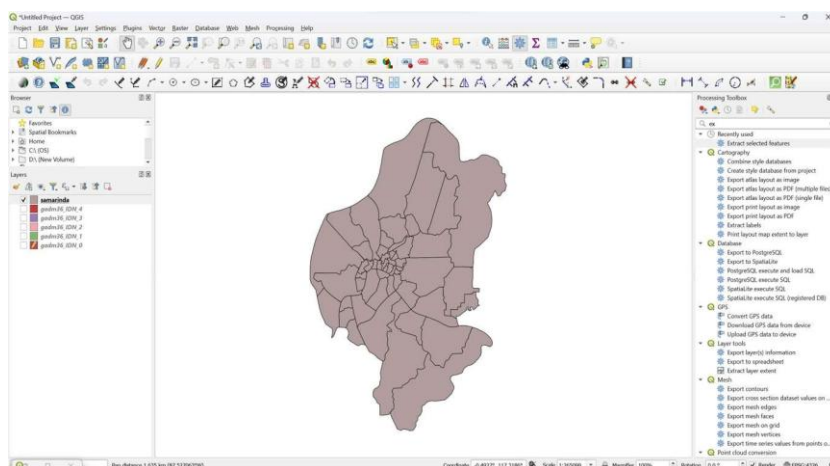 *Untitled Project — QGIS
Project Edit View Layer Settings Plugins Vector Raster Database Web Mesh Processing Help
Browser
Favorites
Spatial Bookmarks
Home
C:\ (OS)
D:\ (New Volume)
Layers
samarinda
gadm36_IDN_4
gadm36_IDN_3
gadm36_IDN_2
gadm36_IDN_1
gadm36_IDN_0
Processing Toolbox
ex
Recently used
Extract selected features
Cartography
Combine style databases
Create style database from project
Export atlas layout as image
Export atlas layout as PDF (multiple files)
Export atlas layout as PDF (single file)
Export print layout as image
Export print layout as PDF
Extract labels
Print layout map extent to layer
Database
Export to PostgreSQL
Export to SpatiaLite
PostgreSQL execute and load SQL
PostgreSQL execute SQL
SpatiaLite execute SQL
SpatiaLite execute SQL (registered DB)
GPS
Convert GPS data
Download GPS data from device
Upload GPS data to device
Layer tools
Export layer(s) information
Export to spreadsheet
Extract layer extent
Mesh
Export contours
Export cross section dataset values on ...
Export mesh edges
Export mesh faces
Export mesh on grid
Export mesh vertices
Export time series values from points o...
Point cloud conversion